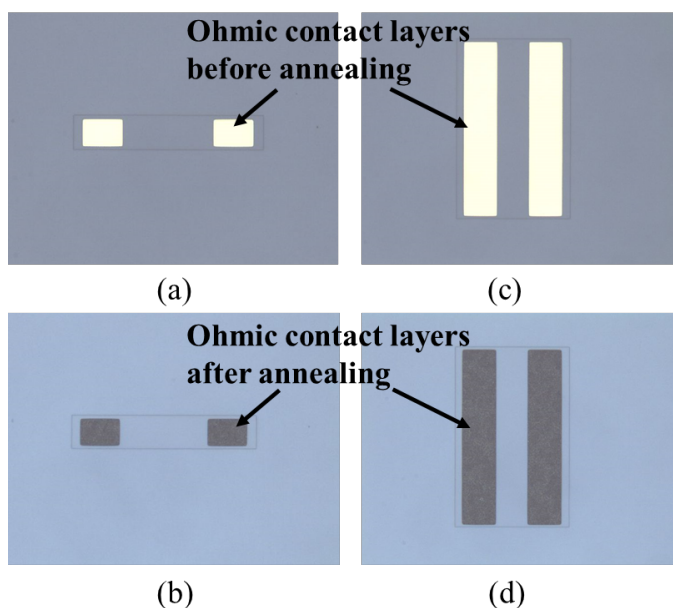 Ohmic contact layers
before annealing
(a)
(c)
Ohmic contact layers
after annealing
(b)
(d)